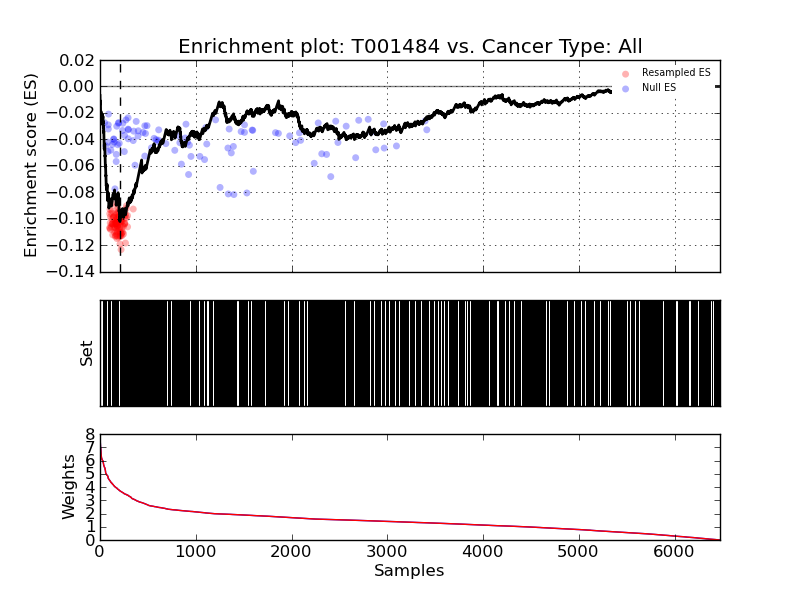 Enrichment plot: T001484 vs. Cancer Type: All
Enrichment score (ES)
0.02
0.00
−0.02
−0.04
−0.06
−0.08
−0.10
−0.12
−0.14
Resampled ES
Null ES
Set
Weights
8
7
6
5
4
3
2
1
0
0 1000 2000 3000 4000 5000 6000
Samples